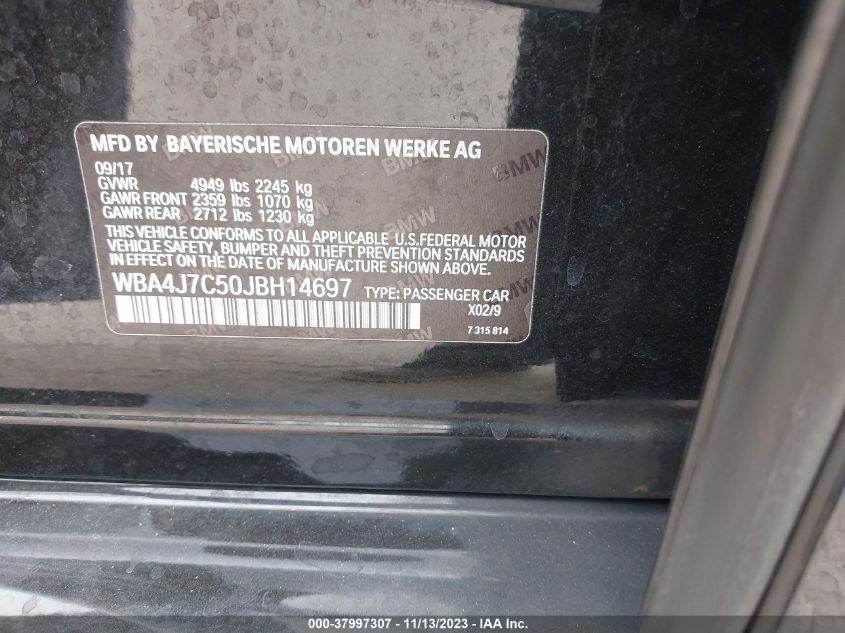 MFD BY BAYERISCHE MOTOREN WERKE AG
09/17
GVWR 4949 lbs 2245 kg
GAWR FRONT 2359 lbs 1070 kg
GAWR REAR 2712 lbs 1230 kg
THIS VEHICLE CONFORMS TO ALL APPLICABLE U.S.FEDERAL MOTOR
VEHICLE SAFETY, BUMPER AND THEFT PREVENTION STANDARDS
IN EFFECT ON THE DATE OF MANUFACTURE SHOWN ABOVE.
WBA4J7C50JBH14697 TYPE: PASSENGER CAR
X02/9
7 315 814
000-37997307 - 11/13/2023 - IAA Inc.